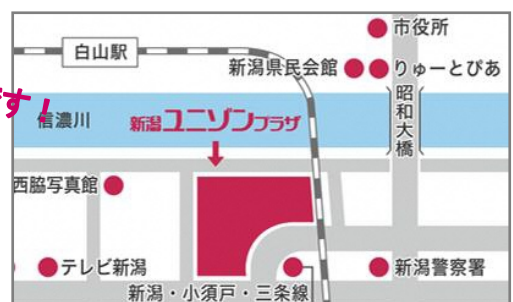 市役所
白山駅
新潟県民会館
りゅーとぴあ
す！
信濃川
新潟ユニゾンプラザ
昭和大橋
西脇写真館
テレビ新潟
新潟警察署
新潟・小須戸・三条線